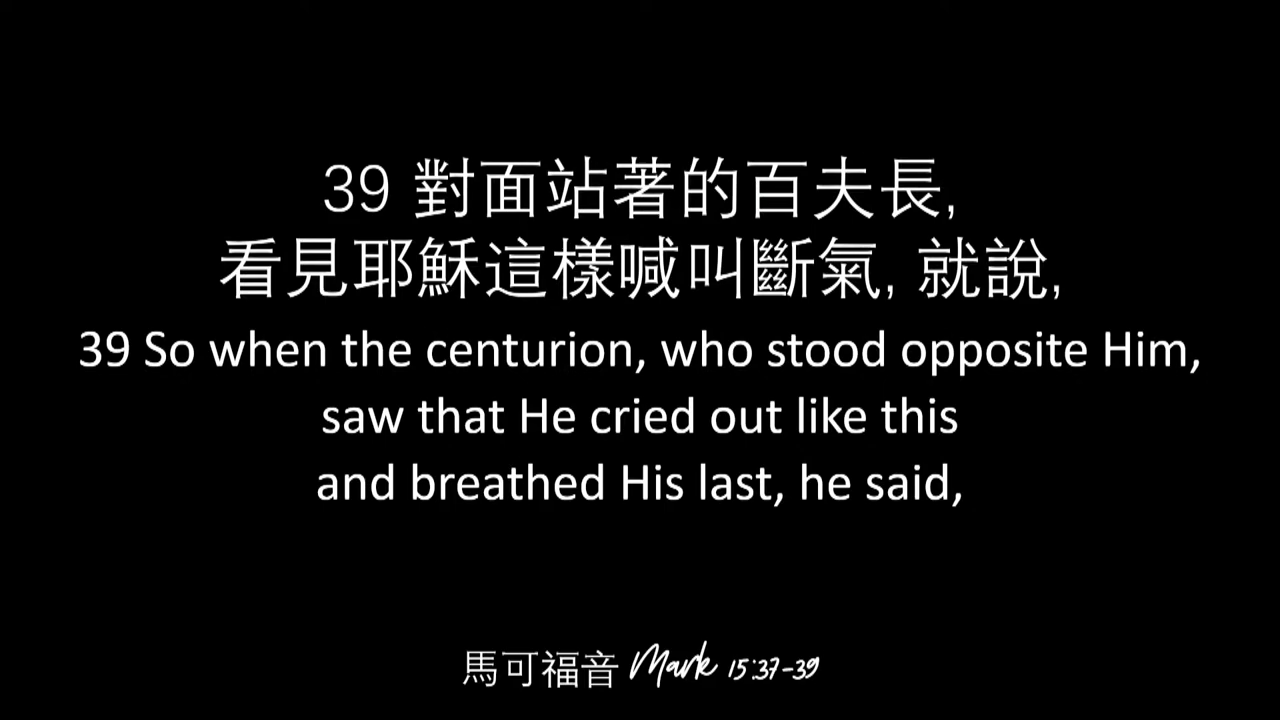 39 對面站著的百夫長,
看見耶穌這樣喊叫斷氣, 就說,
39 So when the centurion, who stood opposite Him,
saw that He cried out like this
and breathed His last, he said,
馬可福音 Mark 15:37-39